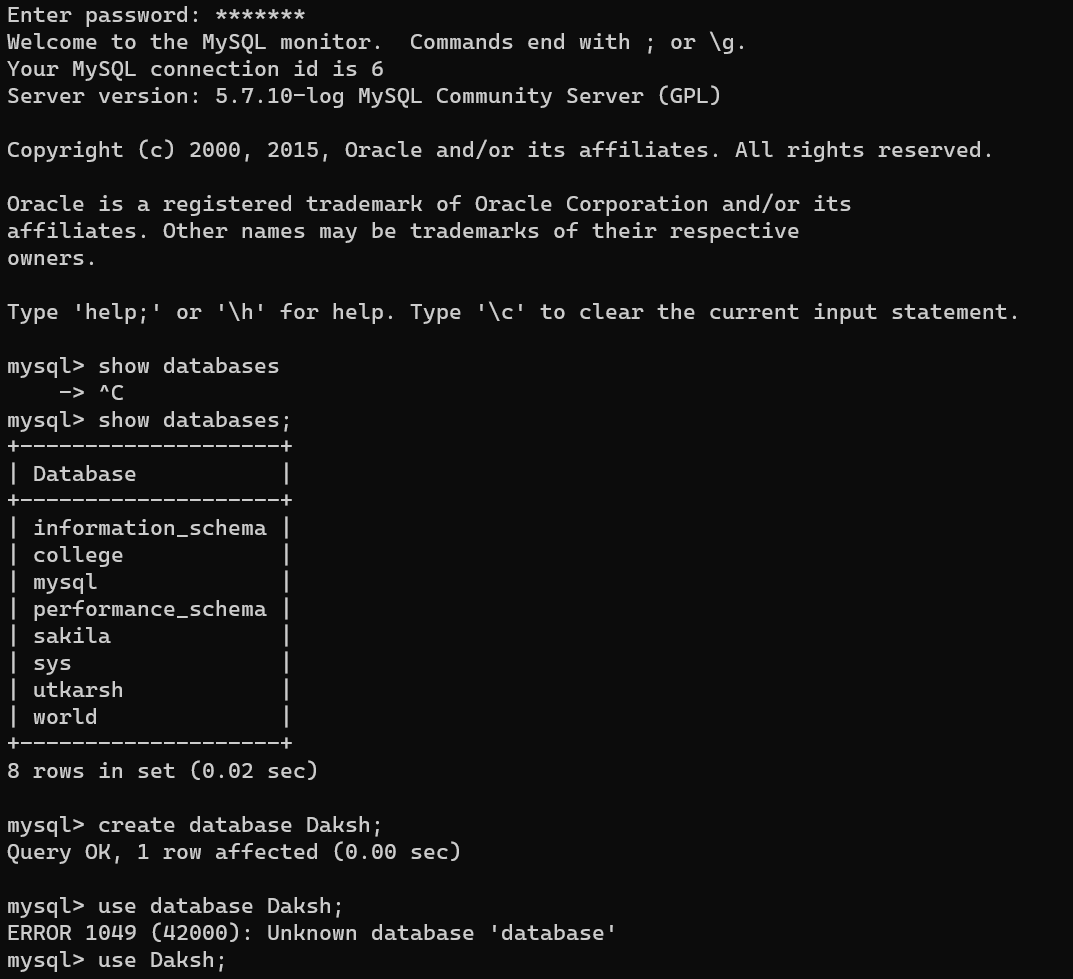 Enter password: *******
Welcome to the MySQL monitor.  Commands end with ; or \g.
Your MySQL connection id is 6
Server version: 5.7.10-log MySQL Community Server (GPL)

Copyright (c) 2000, 2015, Oracle and/or its affiliates. All rights reserved.

Oracle is a registered trademark of Oracle Corporation and/or its
affiliates. Other names may be trademarks of their respective
owners.

Type 'help;' or '\h' for help. Type '\c' to clear the current input statement.

mysql> show databases
    -> ^C
mysql> show databases;
+--------------------+
| Database           |
+--------------------+
| information_schema |
| college            |
| mysql              |
| performance_schema |
| sakila             |
| sys                |
| utkarsh            |
| world              |
+--------------------+
8 rows in set (0.02 sec)

mysql> create database Daksh;
Query OK, 1 row affected (0.00 sec)

mysql> use database Daksh;
ERROR 1049 (42000): Unknown database 'database'
mysql> use Daksh;